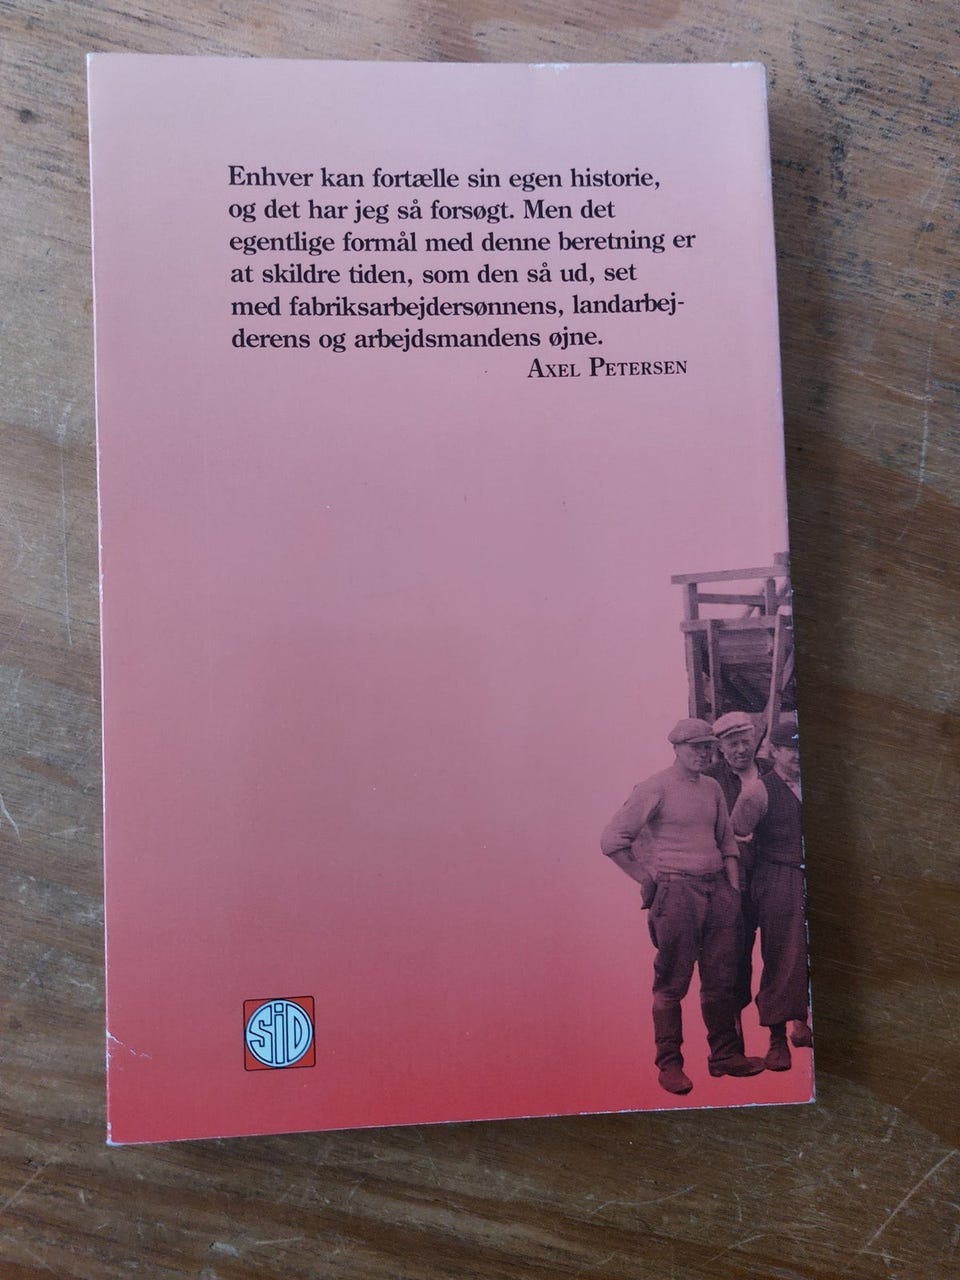 Enhver kan fortælle sin egen historie,
og det har jeg så forsøgt. Men det
egentlige formål med denne beretning er
at skildre tiden, som den så ud, set
med fabriksarbejdersønnens, landarbej-
derens og arbejdsmandens øjne.
AXEL PETERSEN
SiD